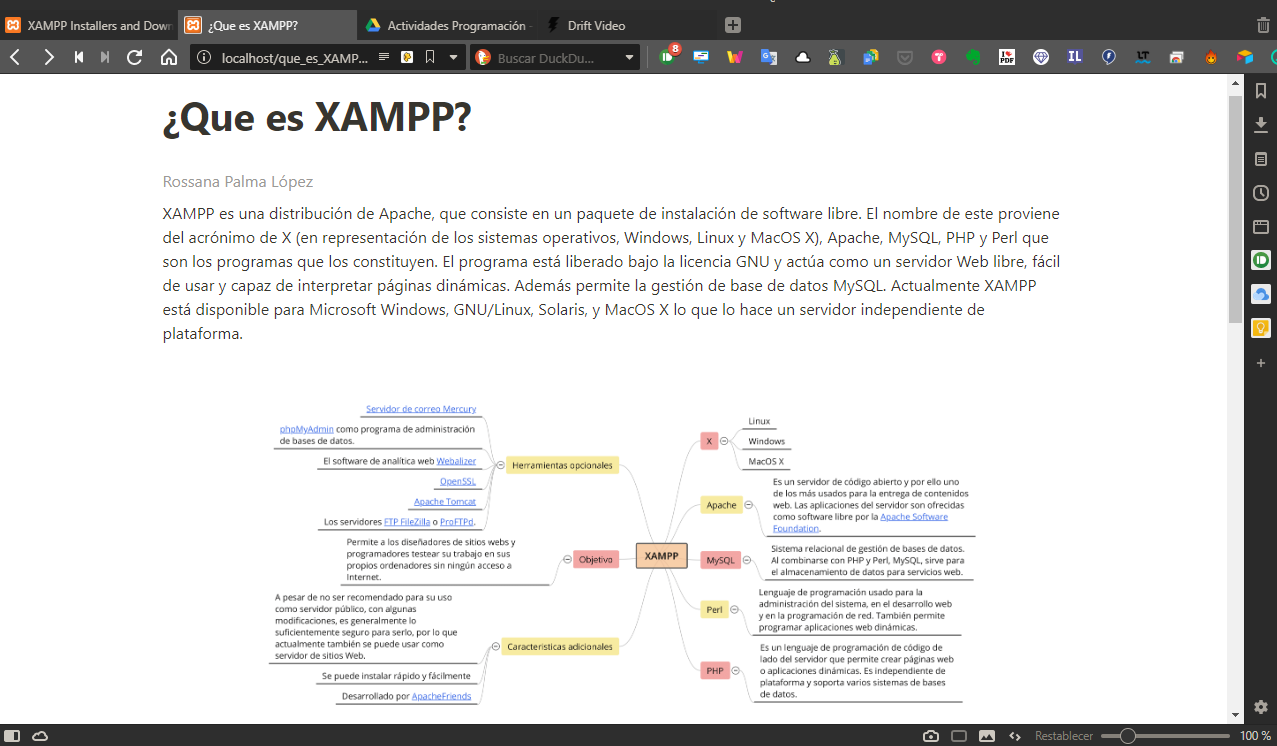 XAMPP Installers and Down
¿Que es XAMPP?
Actividades Programación -
Drift Video
localhost/que_es_XAMP...
Buscar DuckDu...
8
¿Que es XAMPP?
Rossana Palma López
XAMPP es una distribución de Apache, que consiste en un paquete de instalación de software libre. El nombre de este proviene
del acrónimo de X (en representación de los sistemas operativos, Windows, Linux y MacOS X), Apache, MySQL, PHP y Perl que
son los programas que los constituyen. El programa está liberado bajo la licencia GNU y actúa como un servidor Web libre, fácil
de usar y capaz de interpretar páginas dinámicas. Además permite la gestión de base de datos MySQL. Actualmente XAMPP
está disponible para Microsoft Windows, GNU/Linux, Solaris, y MacOS X lo que lo hace un servidor independiente de
plataforma.
Servidor de correo Mercury
phpMyAdmin como programa de administración
de bases de datos.
El software de analítica web Webalizer
OpenSSL
Apache Tomcat
Los servidores FTP FileZilla o ProFTPd.
Herramientas opcionales
Permite a los diseñadores de sitios webs y
programadores testear su trabajo en sus
propios ordenadores sin ningún acceso a
Internet.
Objetivo
A pesar de no ser recomendado para su uso
como servidor público, con algunas
modificaciones, es generalmente lo
suficientemente seguro para serlo, por lo que
actualmente también se puede usar como
servidor de sitios Web.
Se puede instalar rápido y fácilmente
Desarrollado por ApacheFriends
Caracteristicas adicionales
XAMPP
X
Linux
Windows
MacOS X
Apache
Es un servidor de código abierto y por ello uno
de los más usados para la entrega de contenidos
web. Las aplicaciones del servidor son ofrecidas
como software libre por la Apache Software
Foundation.
MySQL
Sistema relacional de gestión de bases de datos.
Al combinarse con PHP y Perl, MySQL, sirve para
el almacenamiento de datos para servicios web.
Perl
Lenguaje de programación usado para la
administración del sistema, en el desarrollo web
y en la programación de red. También permite
programar aplicaciones web dinámicas.
PHP
Es un lenguaje de programación de código de
lado del servidor que permite crear páginas web
o aplicaciones dinámicas. Es independiente de
plataforma y soporta varios sistemas de bases
de datos.
Restablecer
100 %